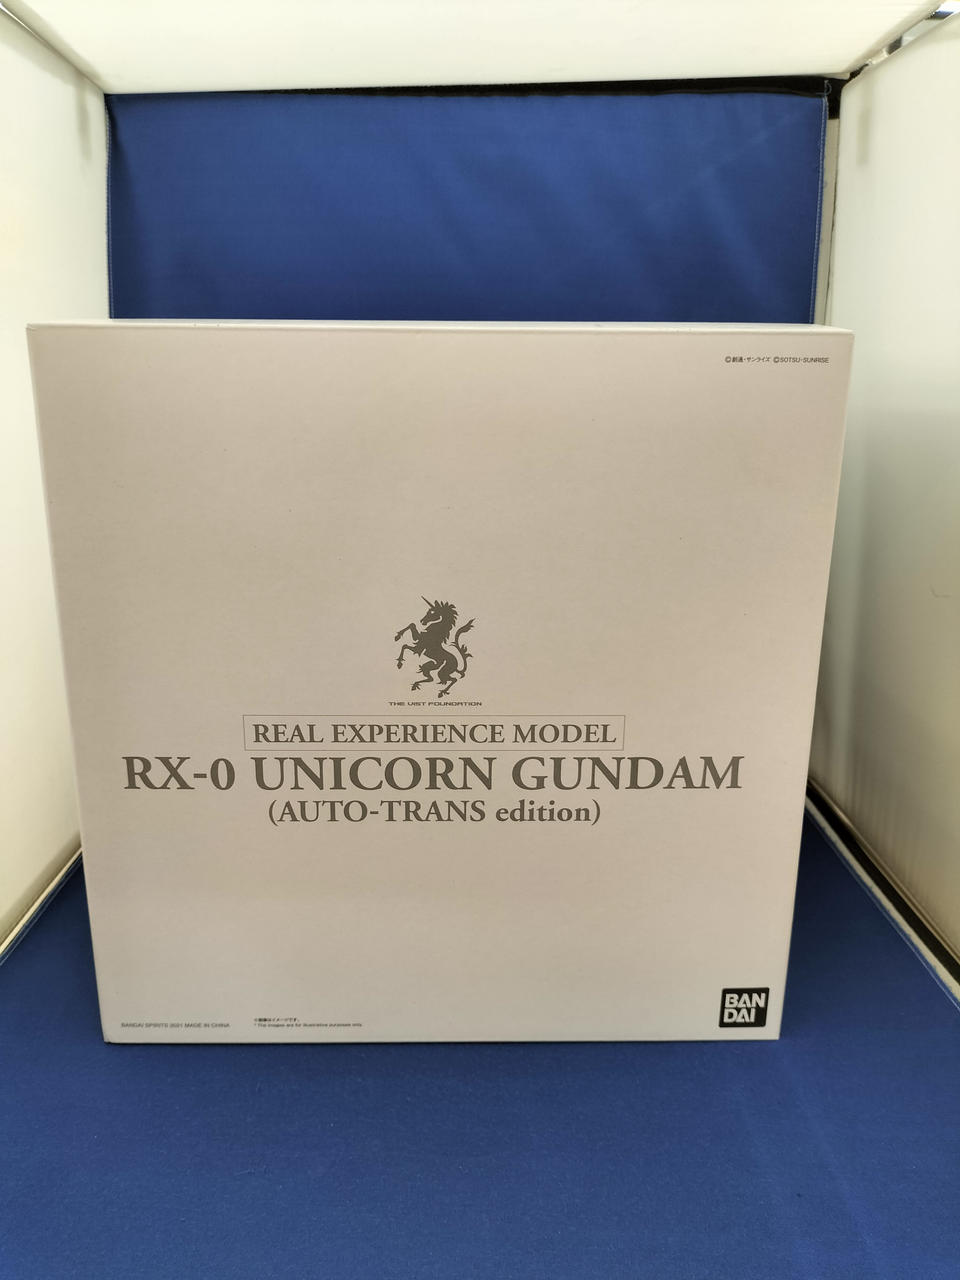 ©創通・サンライズ ©SOTSU・SUNRISE
THE VIST FOUNDATION
REAL EXPERIENCE MODEL
RX-0 UNICORN GUNDAM
(AUTO-TRANS edition)
BANDAI SPIRITS 2021 MADE IN CHINA
※画像はイメージです。
* The images are for illustrative purposes only.
BAN
DAI